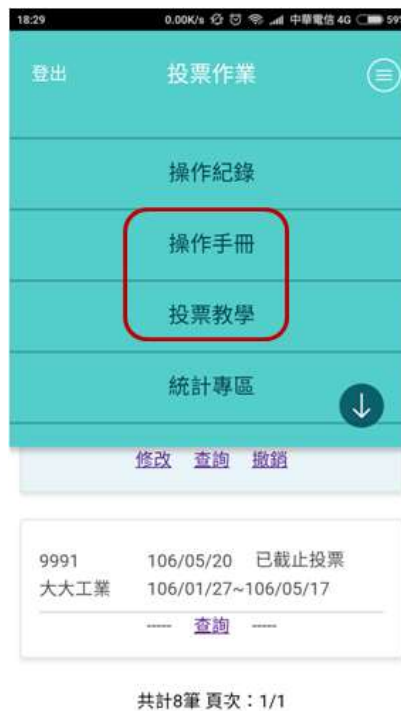 18:29 0.00K/s 中華電信 4G 59%
登出 投票作業
操作紀錄
操作手冊
投票教學
統計專區
修改 查詢 撤銷
9991 106/05/20 已截止投票
大大工業 106/01/27~106/05/17
---- 查詢 ----
共計8筆 頁次：1/1